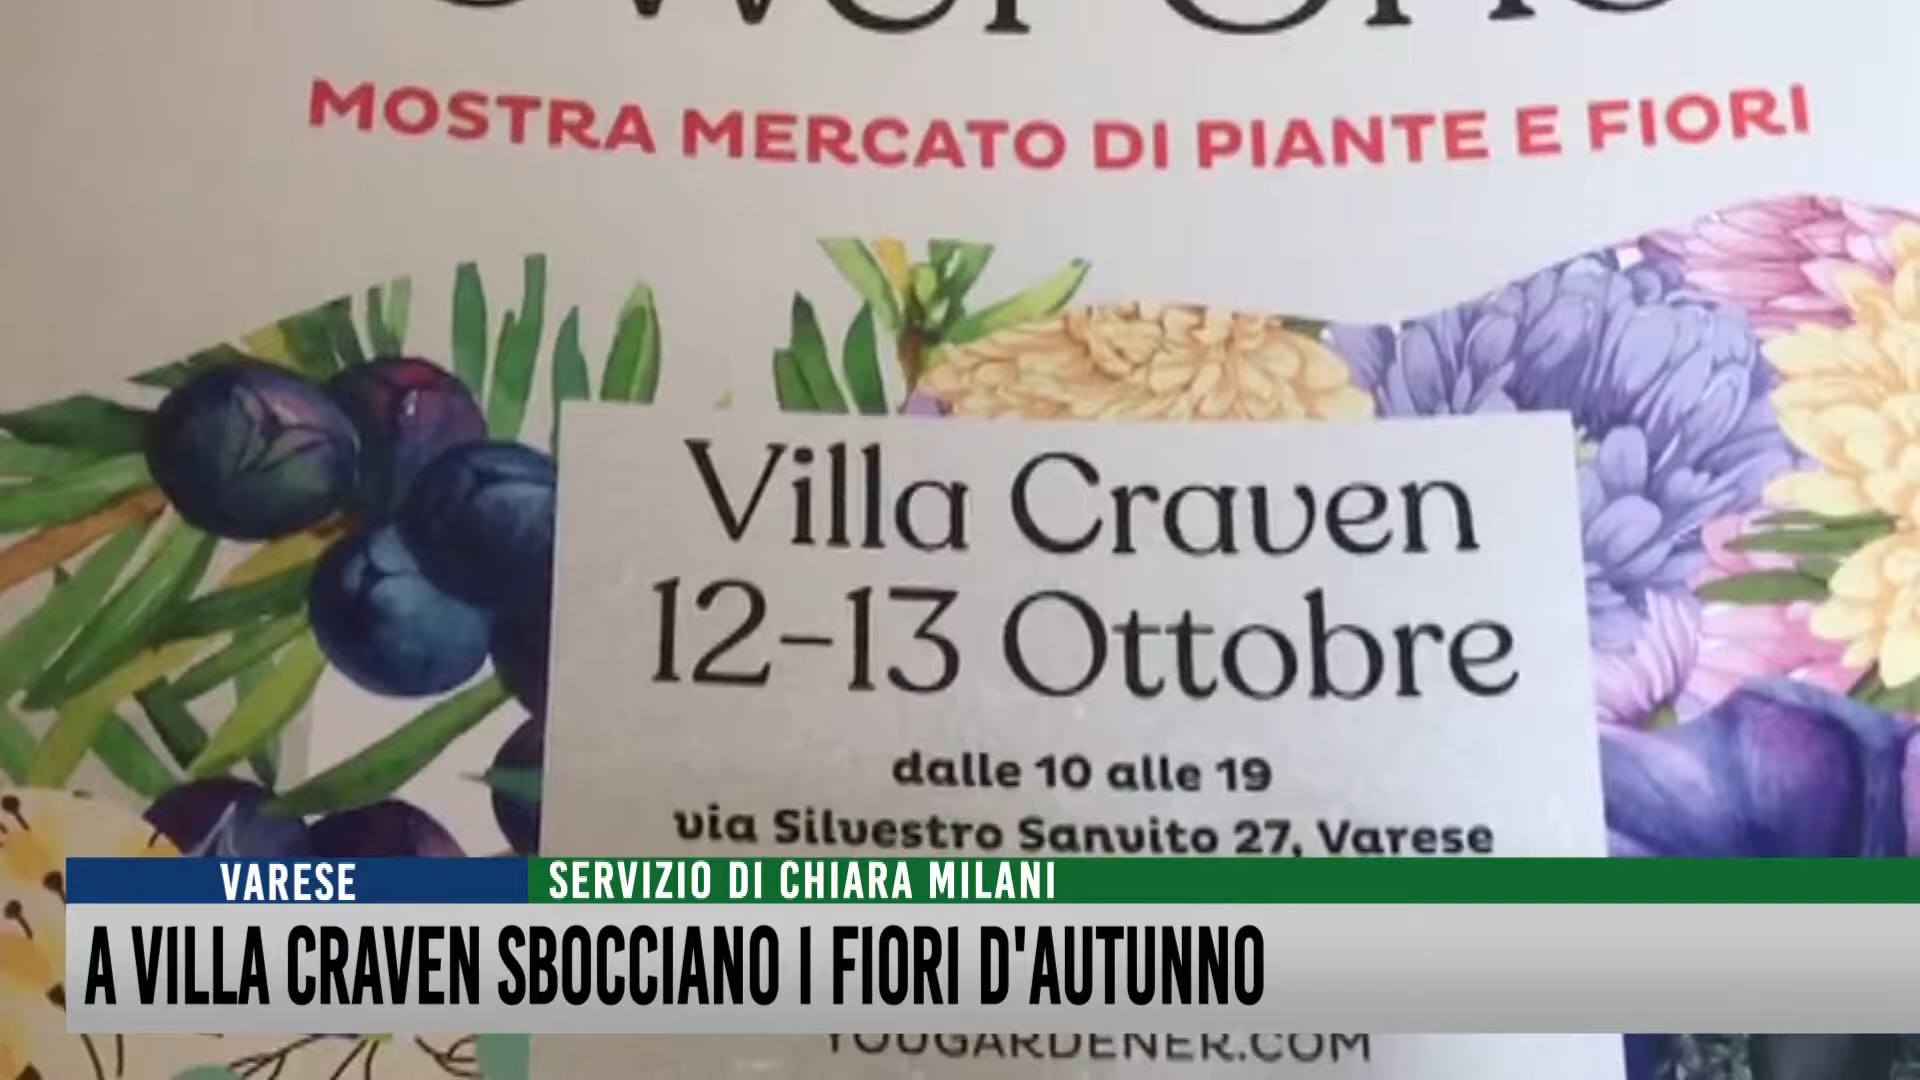 MOSTRA MERCATO DI PIANTE E FIORI
Villa Craven
12-13 Ottobre
dalle 10 alle 19
via Silvestro Sanvito 27, Varese
VARESE
SERVIZIO DI CHIARA MILANI
A VILLA CRAVEN SBOCCIANO I FIORI D'AUTUNNO
YOUGARDENER.COM